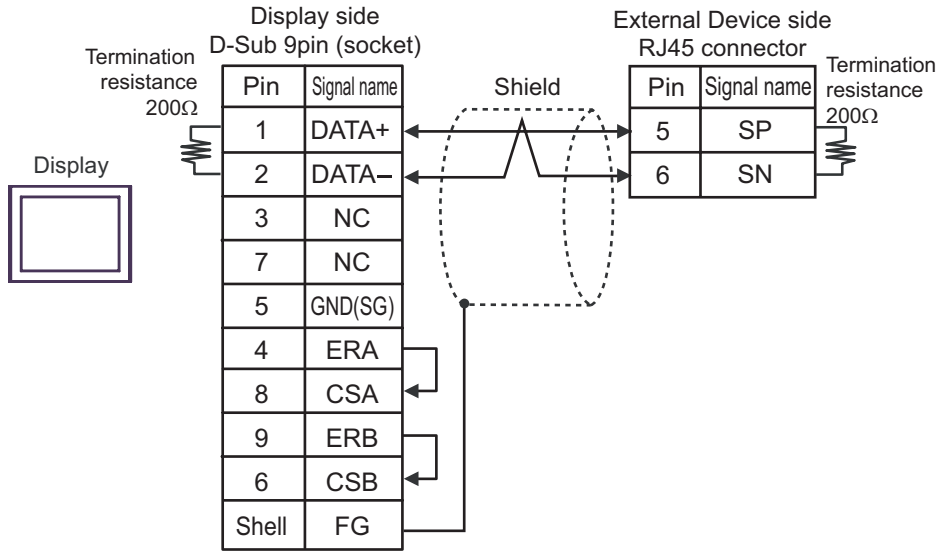 Display side
D-Sub 9pin (socket)
External Device side
RJ45 connector
Termination
resistance
200Ω
Shield
Termination
resistance
200Ω
Display
Pin Signal name
1 DATA+
2 DATA–
3 NC
7 NC
5 GND(SG)
4 ERA
8 CSA
9 ERB
6 CSB
Shell FG
Pin Signal name
5 SP
6 SN